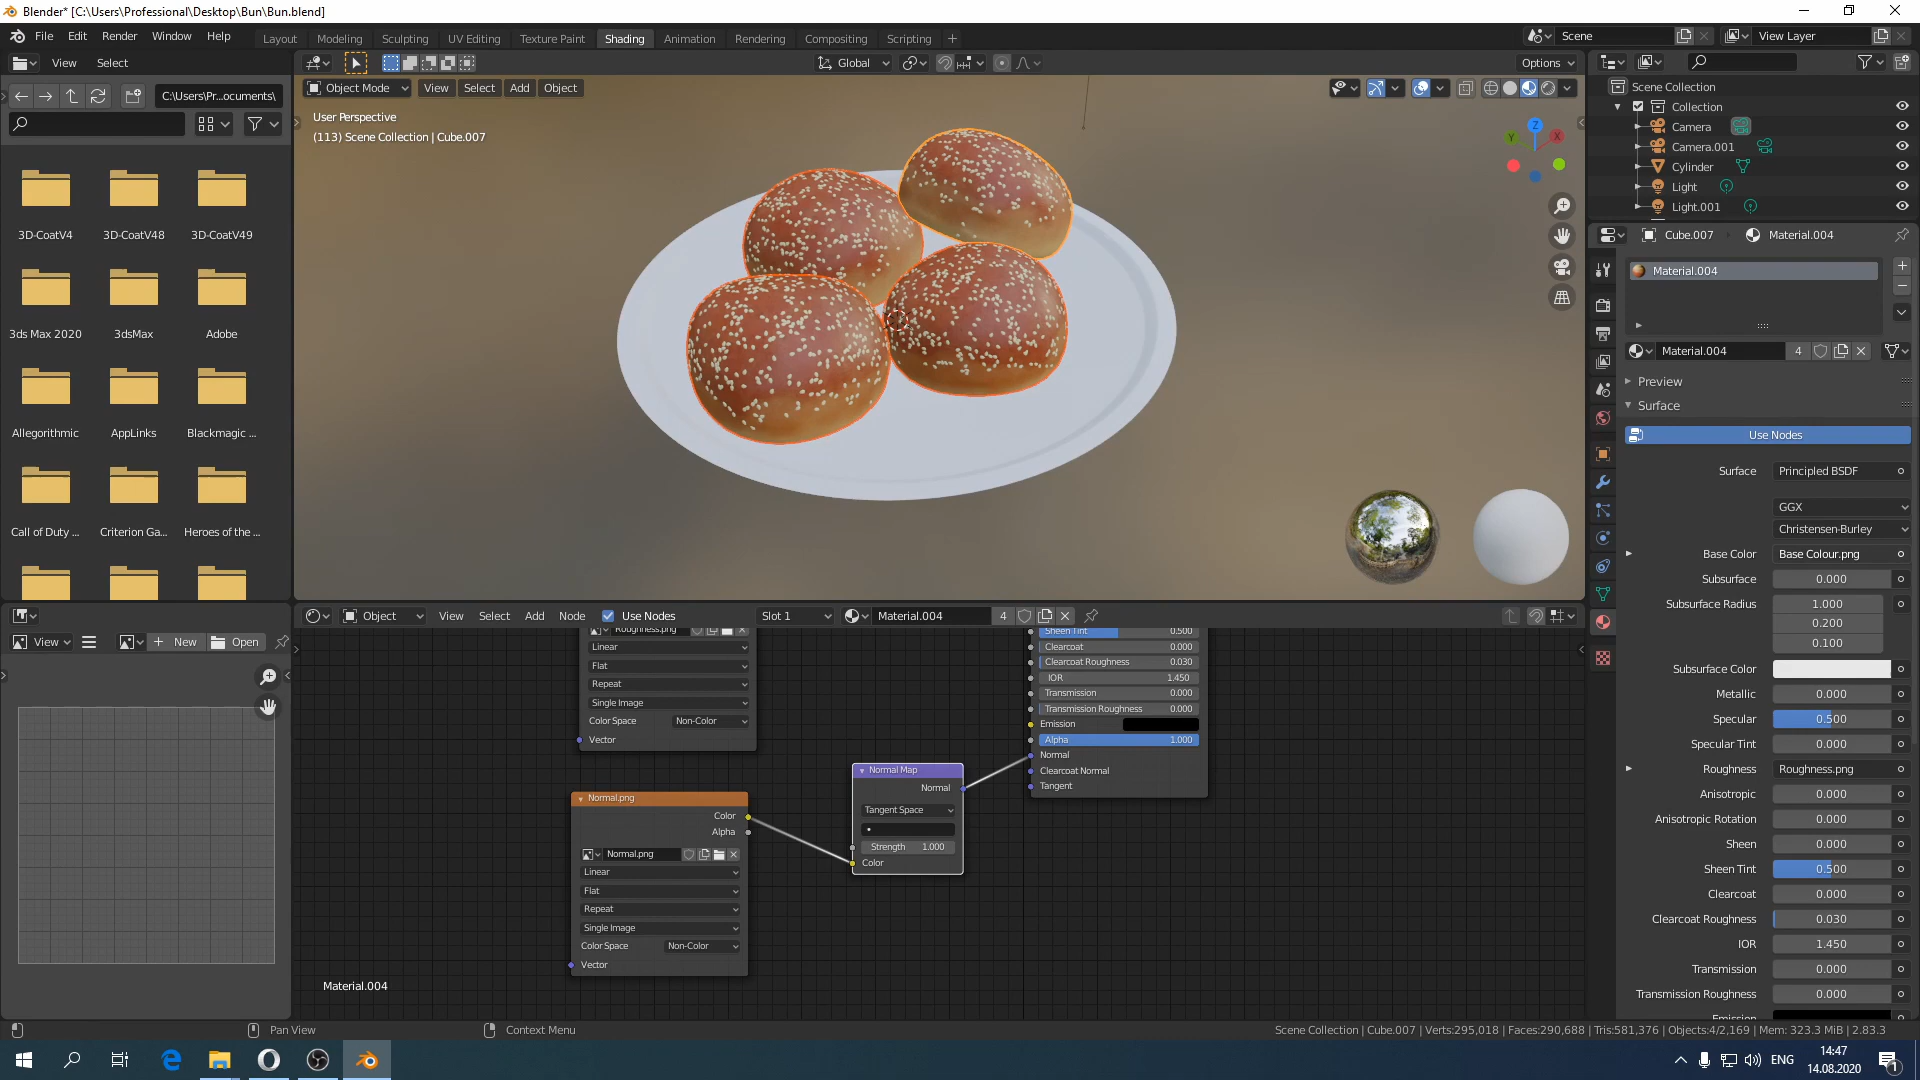 Blender* [C:\Users\Professional\Desktop\Bun\Bun.blend]
File Edit Render Window Help
Layout Modeling Sculpting UV Editing Texture Paint Shading Animation Rendering Compositing Scripting
Scene View Layer
View Select
Global Options
C:\Users\Pr...ocuments\
Object Mode View Select Add Object
User Perspective
(113) Scene Collection | Cube.007
Z
Y
X
3D-CoatV4 3D-CoatV48 3D-CoatV49
3ds Max 2020 3dsMax Adobe
Allegorithmic AppLinks Blackmagic ...
Call of Duty ... Criterion Ga... Heroes of the ...
Scene Collection
Collection
Camera
Camera.001
Cylinder
Light
Light.001
Cube.007 Material.004
Material.004
Material.004 4
Preview
Surface
Use Nodes
Surface Principled BSDF
GGX
Christensen-Burley
Base Color Base Colour.png
Subsurface 0.000
Subsurface Radius 1.000
0.200
0.100
Subsurface Color
Metallic 0.000
Specular 0.500
Specular Tint 0.000
Roughness Roughness.png
Anisotropic 0.000
Anisotropic Rotation 0.000
Sheen 0.000
Sheen Tint 0.500
Clearcoat 0.000
Clearcoat Roughness 0.030
IOR 1.450
Transmission 0.000
Transmission Roughness 0.000
Emission
View New Open
Object View Select Add Node Use Nodes Slot 1 Material.004 4
Roughness.png
Linear
Flat
Repeat
Single Image
Color Space Non-Color
Vector
Normal.png
Color
Alpha
Normal.png
Linear
Flat
Repeat
Single Image
Color Space Non-Color
Vector
Normal Map
Normal
Tangent Space
Strength 1.000
Color
Sheen Tint 0.500
Clearcoat 0.000
Clearcoat Roughness 0.030
IOR 1.450
Transmission 0.000
Transmission Roughness 0.000
Emission
Alpha 1.000
Normal
Clearcoat Normal
Tangent
Material.004
Pan View Context Menu
Scene Collection | Cube.007 | Verts:295,018 | Faces:290,688 | Tris:581,376 | Objects:4/2,169 | Mem: 323.3 MiB | 2.83.3
ENG
14:47
14.08.2020
1